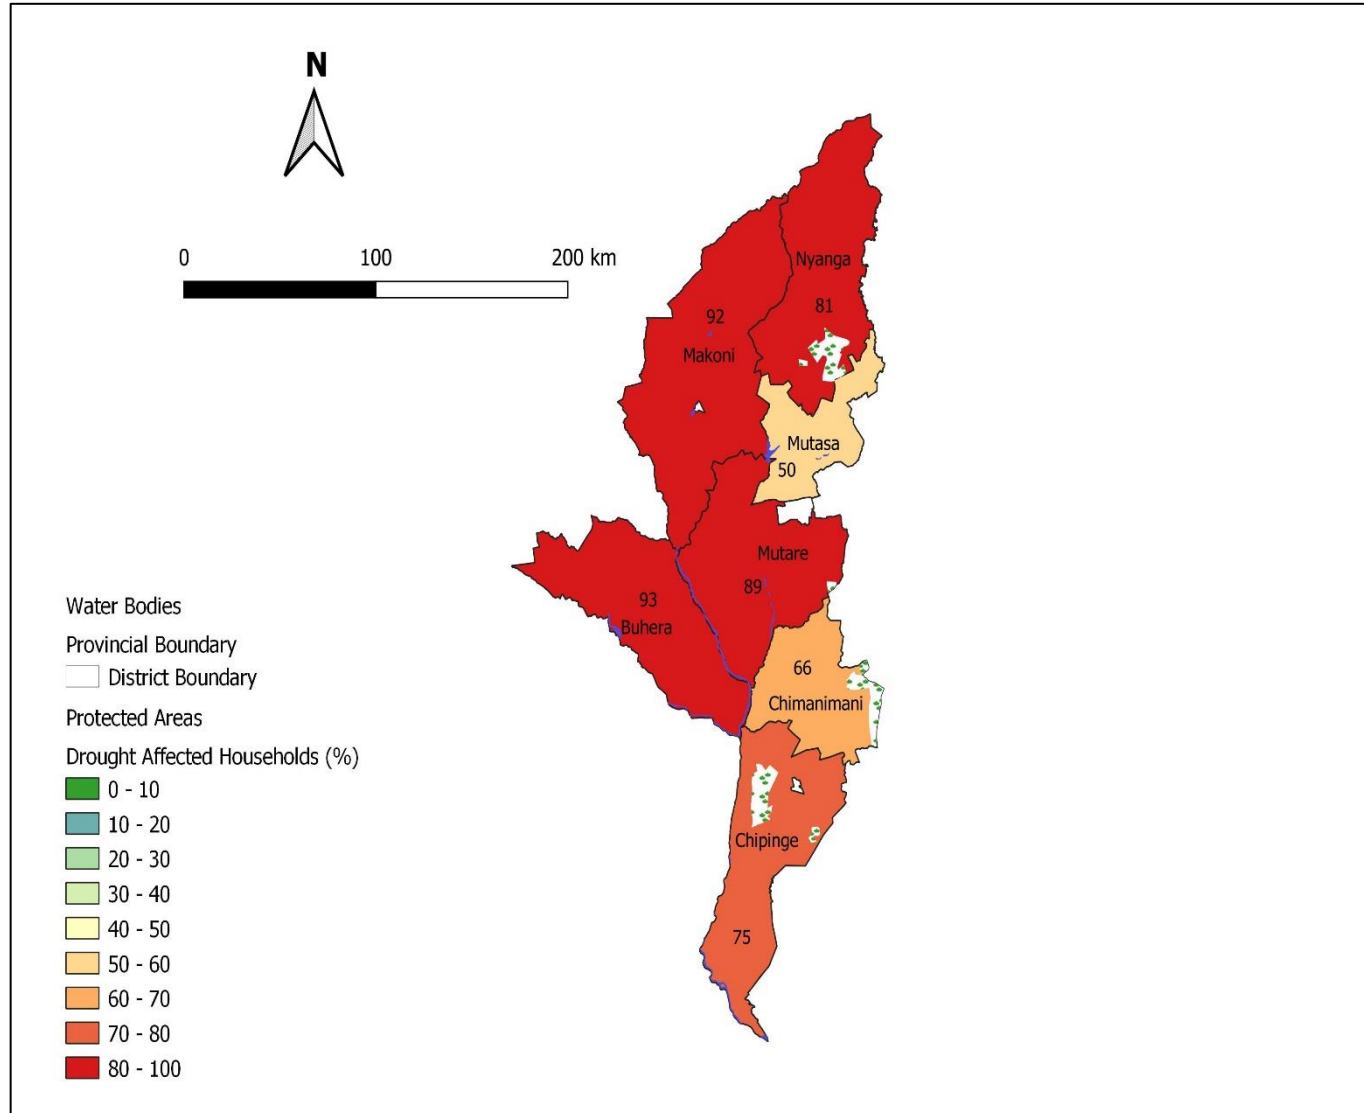 N
0 100 200 km
Nyanga
81
92
Makoni
Mutasa
50
Mutare
89
93
Buhera
66
Chimanimani
Chipinge
75
Water Bodies
Provincial Boundary
District Boundary
Protected Areas
Drought Affected Households (%)
0 - 10
10 - 20
20 - 30
30 - 40
40 - 50
50 - 60
60 - 70
70 - 80
80 - 100